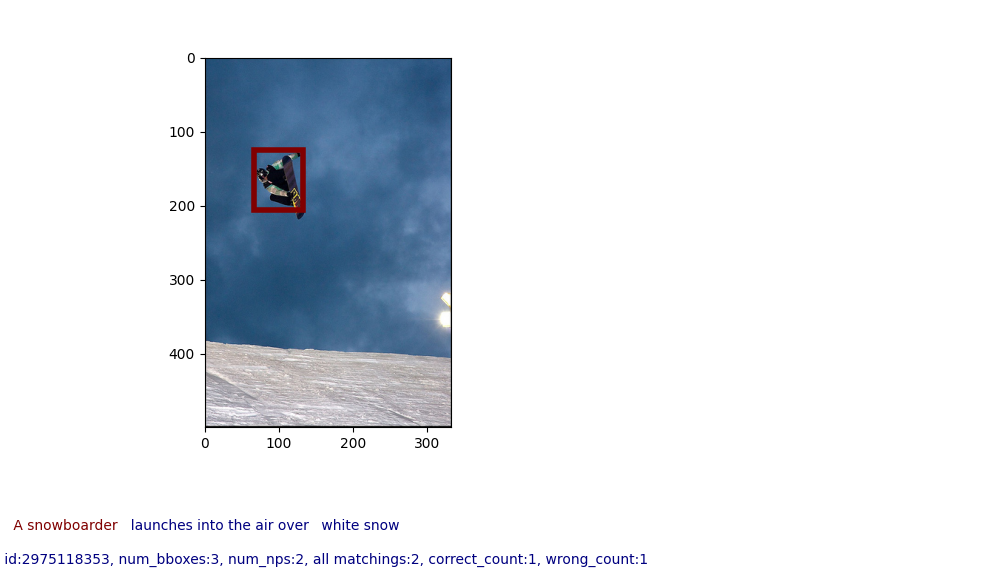 0
100
200
300
400
0 100 200 300
A snowboarder launches into the air over white snow
id:2975118353, num_bboxes:3, num_nps:2, all matchings:2, correct_count:1, wrong_count:1